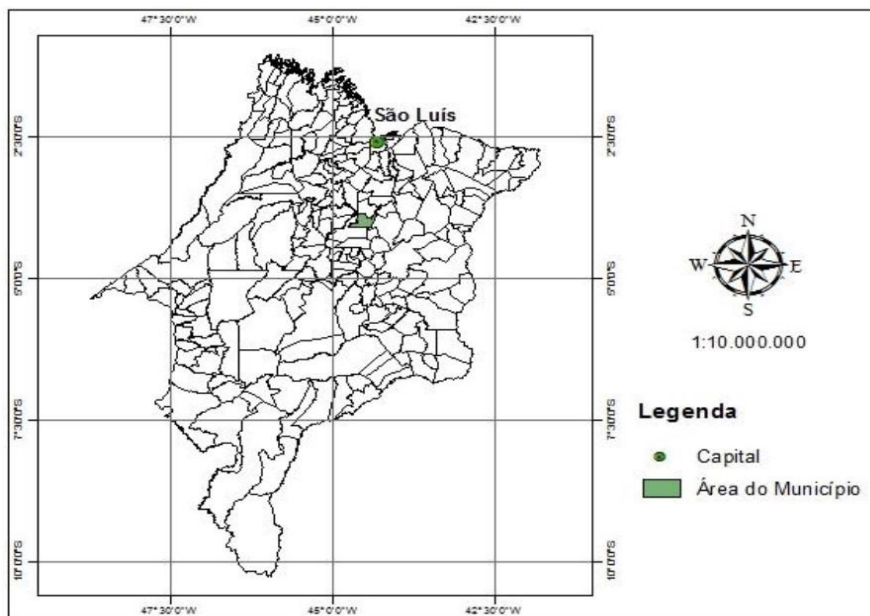 47°30'0"W
45°0'0"W
42°30'0"W
São Luís
2°30'0"S
2°30'0"S
5°0'0"S
5°0'0"S
7°30'0"S
7°30'0"S
10°0'0"S
10°0'0"S
47°30'0"W
45°0'0"W
42°30'0"W
N
W
E
S
1:10.000.000
Legenda
Capital
Área do Município